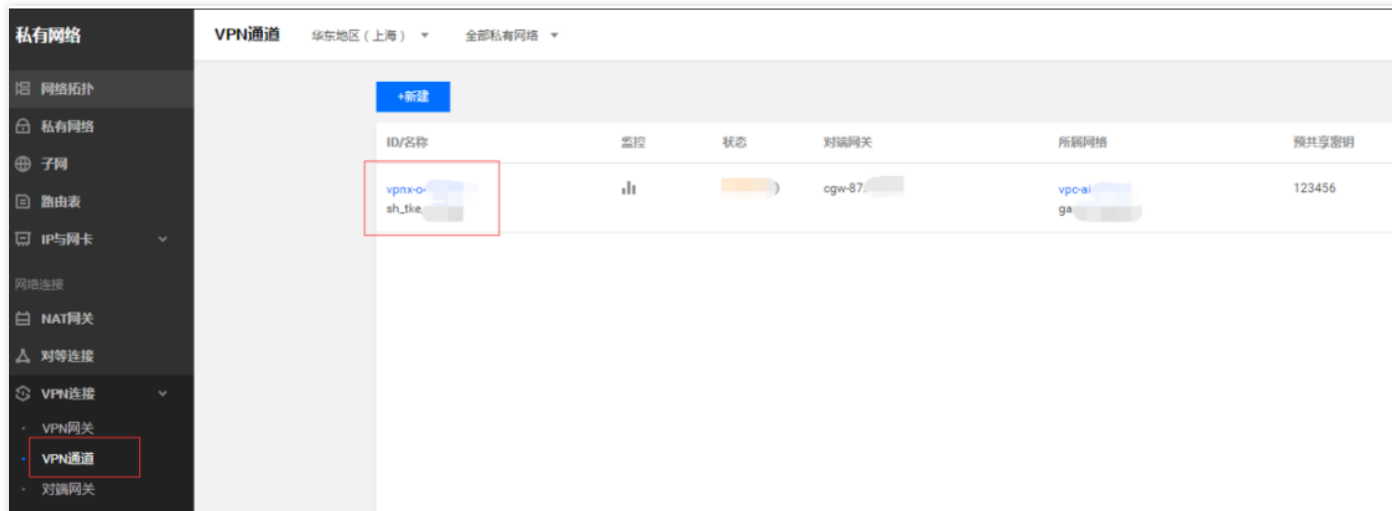 私有网络
VPN通道 华东地区（上海） 全部私有网络
网络拓扑
私有网络
子网
路由表
IP与网卡
网络连接
NAT网关
对等连接
VPN连接
VPN网关
VPN通道
对端网关
+新建
ID/名称 监控 状态 对端网关 所属网络 预共享密钥
vpnx-o- cgw-87. vpc-ai 123456
sh_tke_ ga